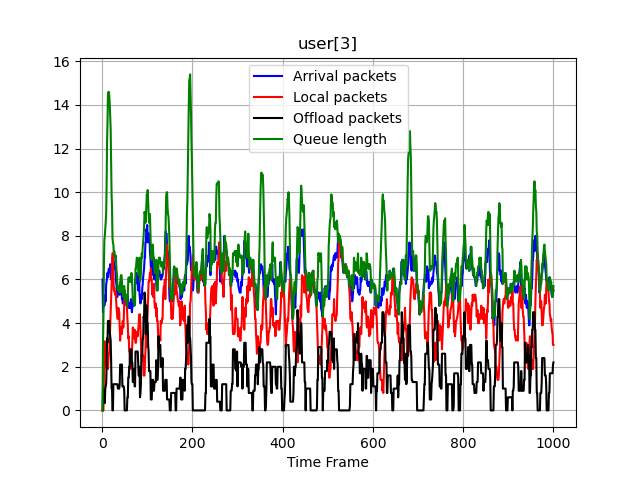 user[3]
16
14
12
10
8
6
4
2
0
Arrival packets
Local packets
Offload packets
Queue length
0 200 400 600 800 1000
Time Frame